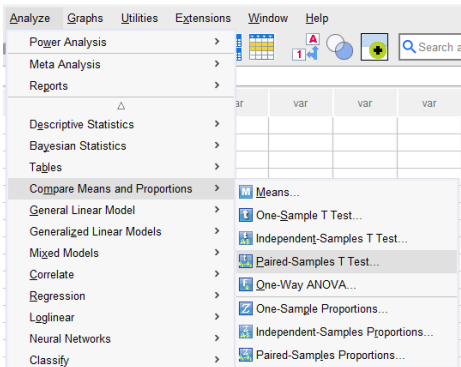 Analyze Graphs Utilities Extensions Window Help
Power Analysis
Meta Analysis
Reports
Descriptive Statistics
Bayesian Statistics
Tables
Compare Means and Proportions
General Linear Model
Generalized Linear Models
Mixed Models
Correlate
Regression
Loglinear
Neural Networks
Classify
A
1
Search a
ar var var var
M Means...
t One-Sample T Test...
Independent-Samples T Test...
Paired-Samples T Test...
One-Way ANOVA...
Z One-Sample Proportions...
Independent-Samples Proportions...
Paired-Samples Proportions...